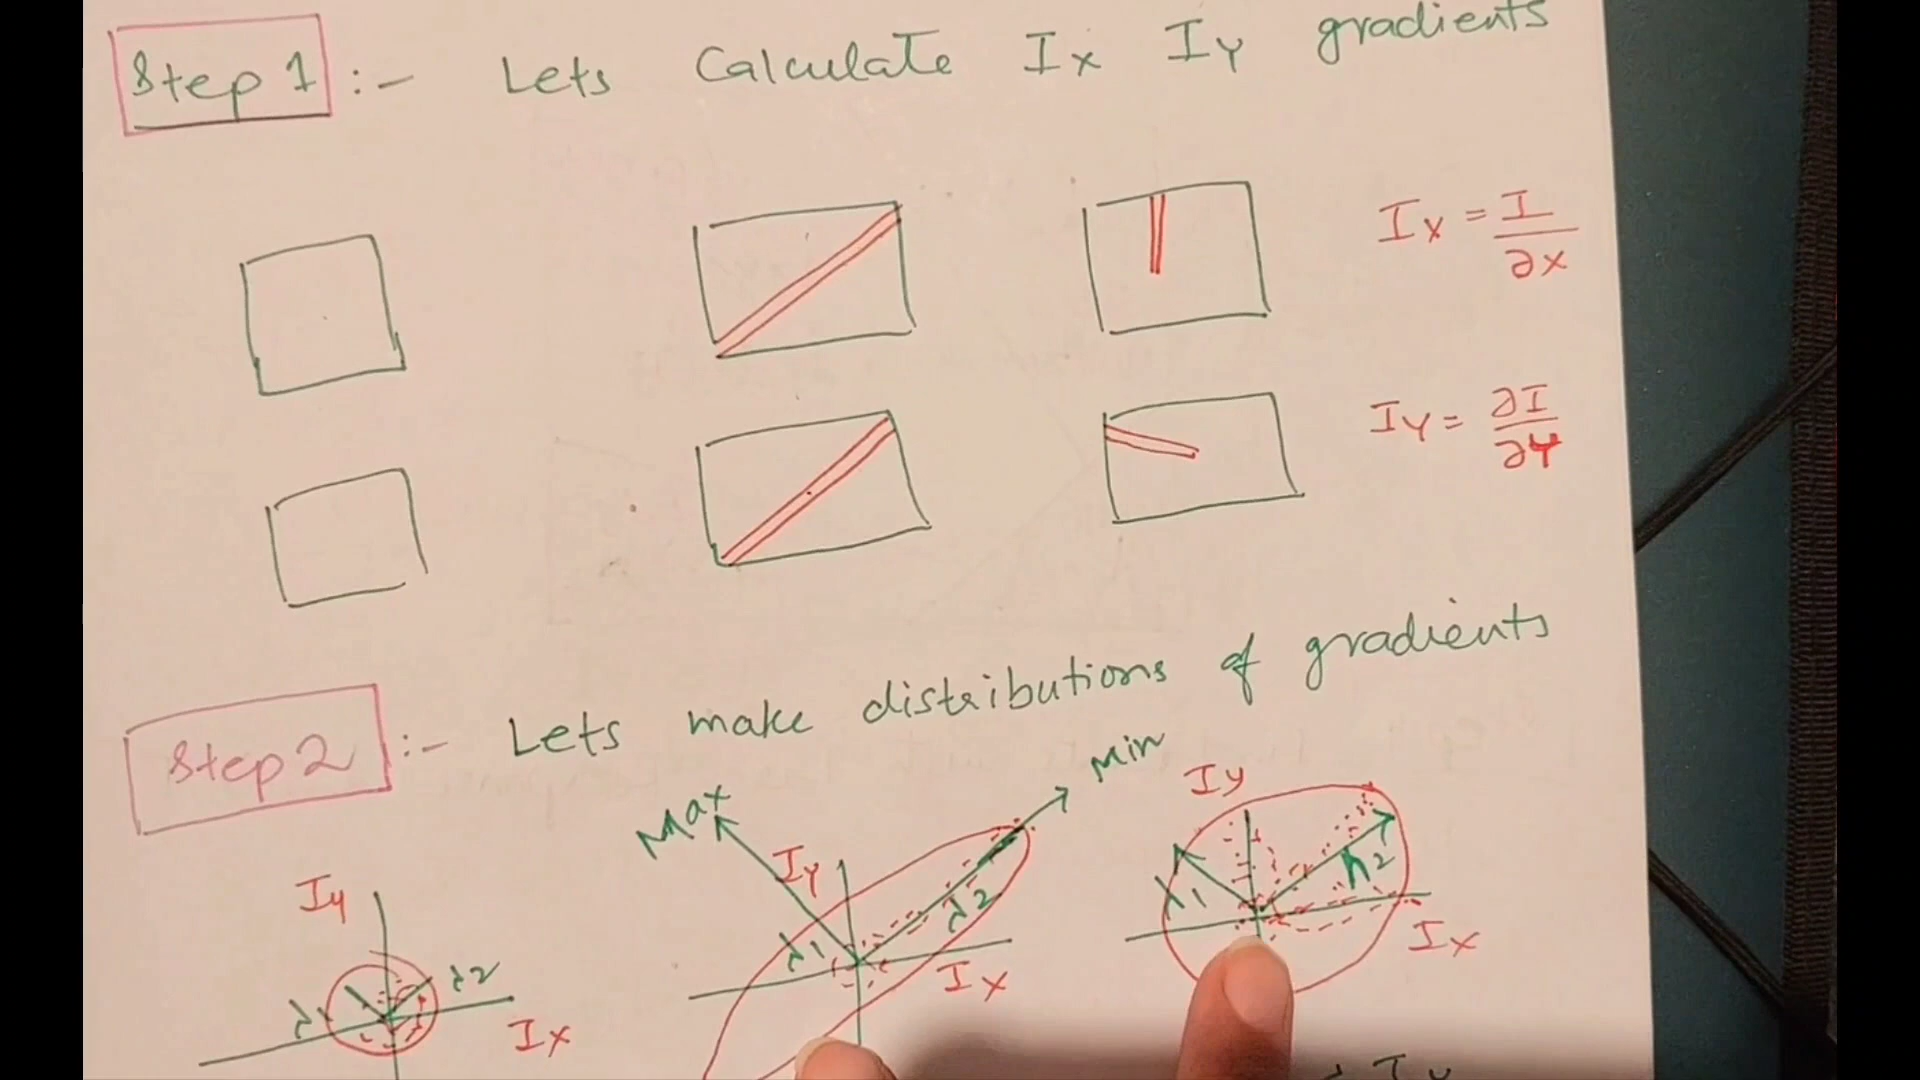 Step 1 :- Lets Calculate Ix Iy gradients
Ix = I / ∂x
Iy = ∂I / ∂y
Step 2 :- Lets make distributions of gradients
Max
Min
Iy
Iy
Iy
λ1
λ2
λ1
λ2
λ1
λ2
Ix
Ix
Ix